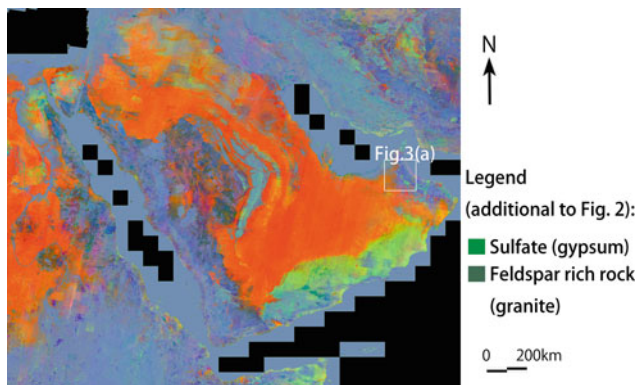 N
Fig.3(a)
Legend
(additional to Fig. 2):
Sulfate (gypsum)
Feldspar rich rock
(granite)
0 200km